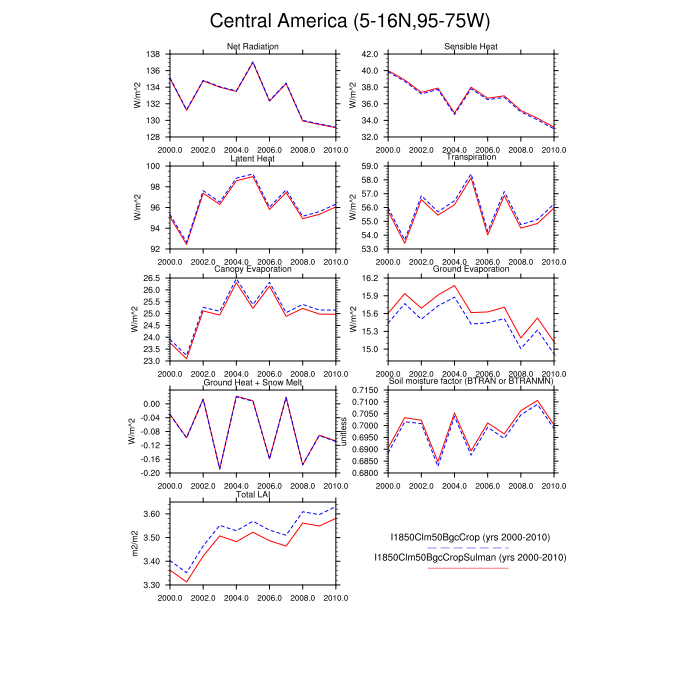 Central America (5-16N,95-75W)
Net Radiation
Sensible Heat
138
136
134
132
130
128
W/m^2
2000.0 2002.0 2004.0 2006.0 2008.0 2010.0
42.0
40.0
38.0
36.0
34.0
32.0
W/m^2
2000.0 2002.0 2004.0 2006.0 2008.0 2010.0
Latent Heat
Transpiration
100
98
96
94
92
W/m^2
2000.0 2002.0 2004.0 2006.0 2008.0 2010.0
59.0
58.0
57.0
56.0
55.0
54.0
53.0
W/m^2
2000.0 2002.0 2004.0 2006.0 2008.0 2010.0
Canopy Evaporation
Ground Evaporation
26.5
26.0
25.5
25.0
24.5
24.0
23.5
23.0
W/m^2
2000.0 2002.0 2004.0 2006.0 2008.0 2010.0
16.2
15.9
15.6
15.3
15.0
W/m^2
2000.0 2002.0 2004.0 2006.0 2008.0 2010.0
Ground Heat + Snow Melt
Soil moisture factor (BTRAN or BTRANMN)
0.00
-0.04
-0.08
-0.12
-0.16
-0.20
W/m^2
2000.0 2002.0 2004.0 2006.0 2008.0 2010.0
0.7150
0.7100
0.7050
0.7000
0.6950
0.6900
0.6850
0.6800
unitless
2000.0 2002.0 2004.0 2006.0 2008.0 2010.0
Total LAI
3.60
3.50
3.40
3.30
m2/m2
2000.0 2002.0 2004.0 2006.0 2008.0 2010.0
I1850Clm50BgcCrop (yrs 2000-2010)
I1850Clm50BgcCropSulman (yrs 2000-2010)